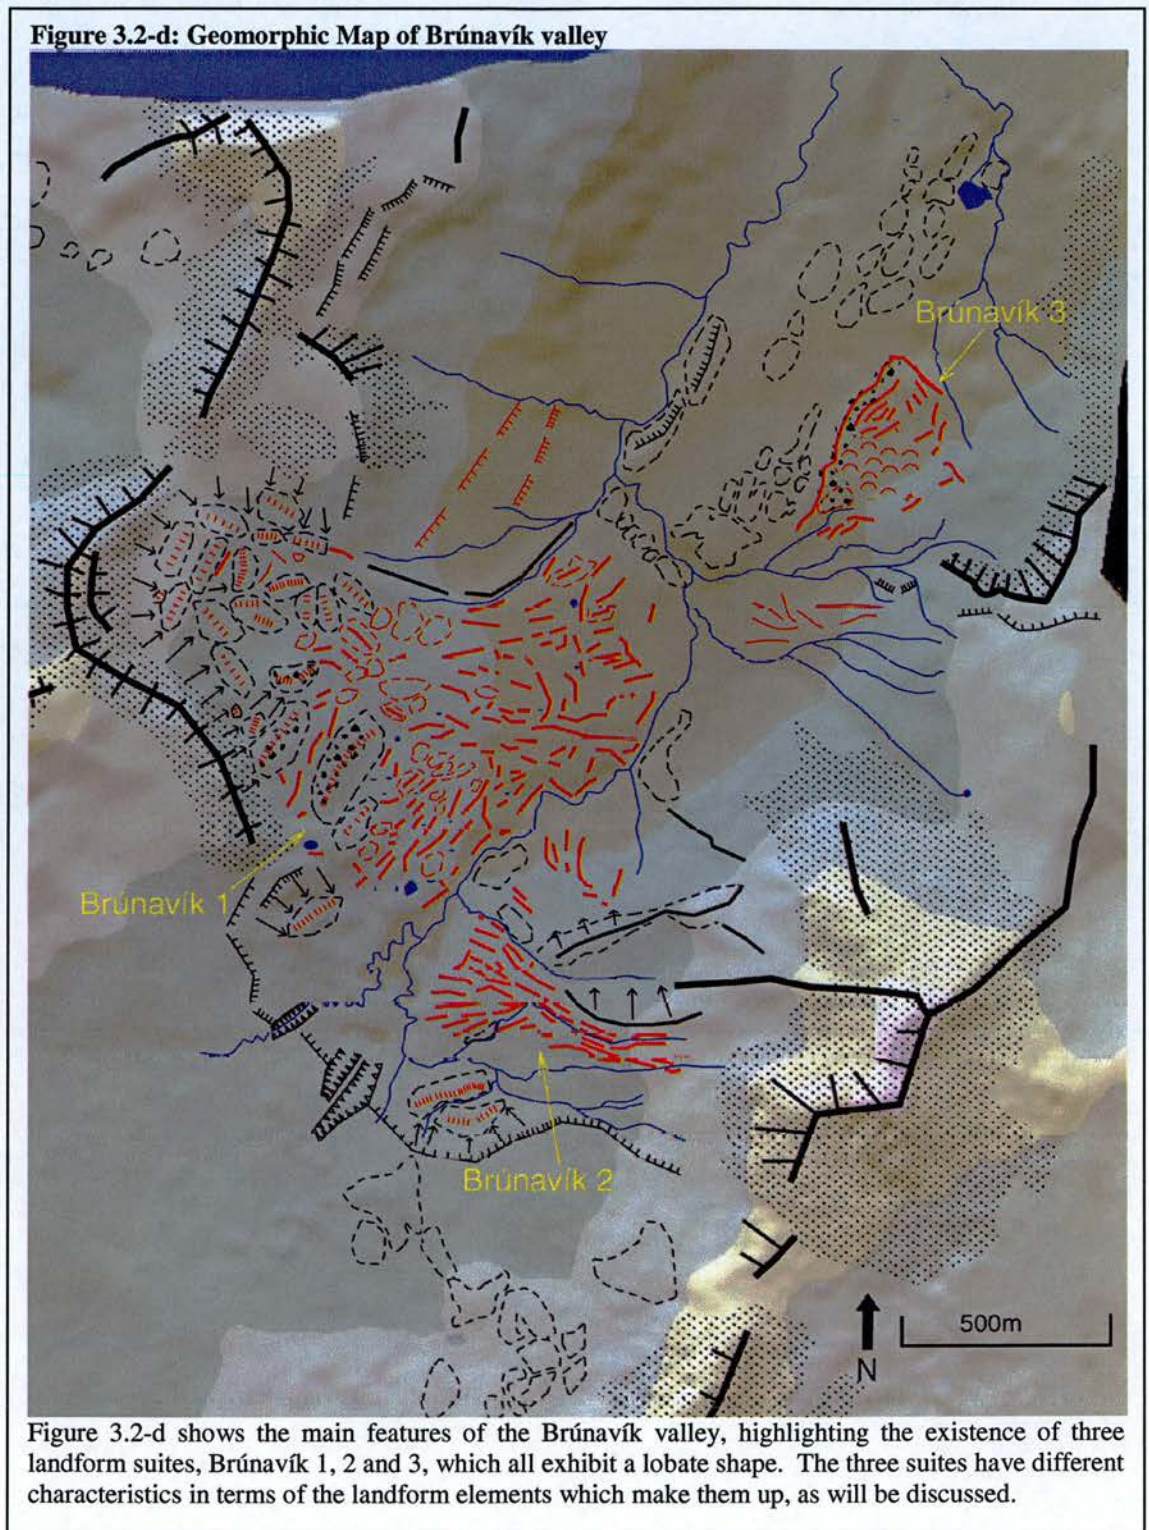 Figure 3.2-d: Geomorphic Map of Brúnavík valley
Brúnavík 3
Brúnavík 1
Brúnavík 2
500m
N
Figure 3.2-d shows the main features of the Brúnavík valley, highlighting the existence of three
landform suites, Brúnavík 1, 2 and 3, which all exhibit a lobate shape. The three suites have different
characteristics in terms of the landform elements which make them up, as will be discussed.